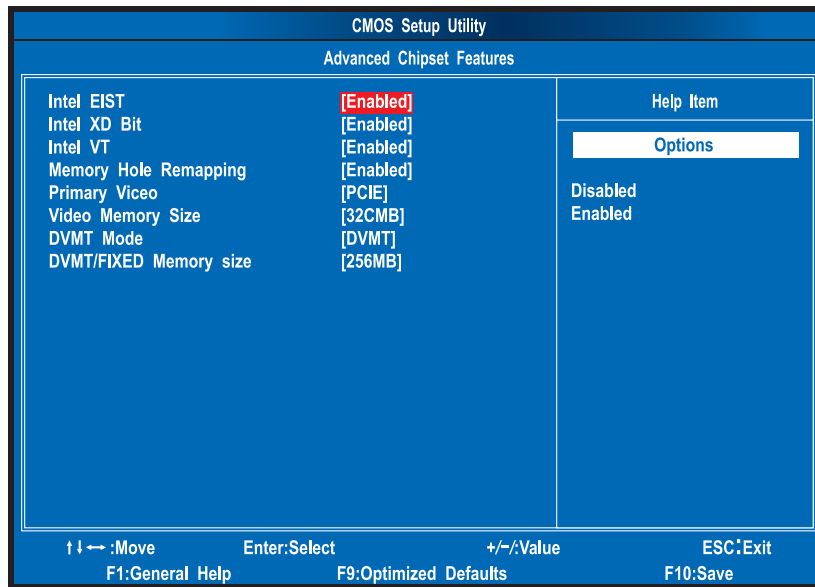 CMOS Setup Utility
Advanced Chipset Features
Intel EIST [Enabled]
Intel XD Bit [Enabled]
Intel VT [Enabled]
Memory Hole Remapping [Enabled]
Primary Viceo [PCIE]
Video Memory Size [32CMB]
DVMT Mode [DVMT]
DVMT/FIXED Memory size [256MB]
Help Item
Options
Disabled
Enabled
↑↓↔:Move Enter:Select +/−/:Value ESC:Exit
F1:General Help F9:Optimized Defaults F10:Save